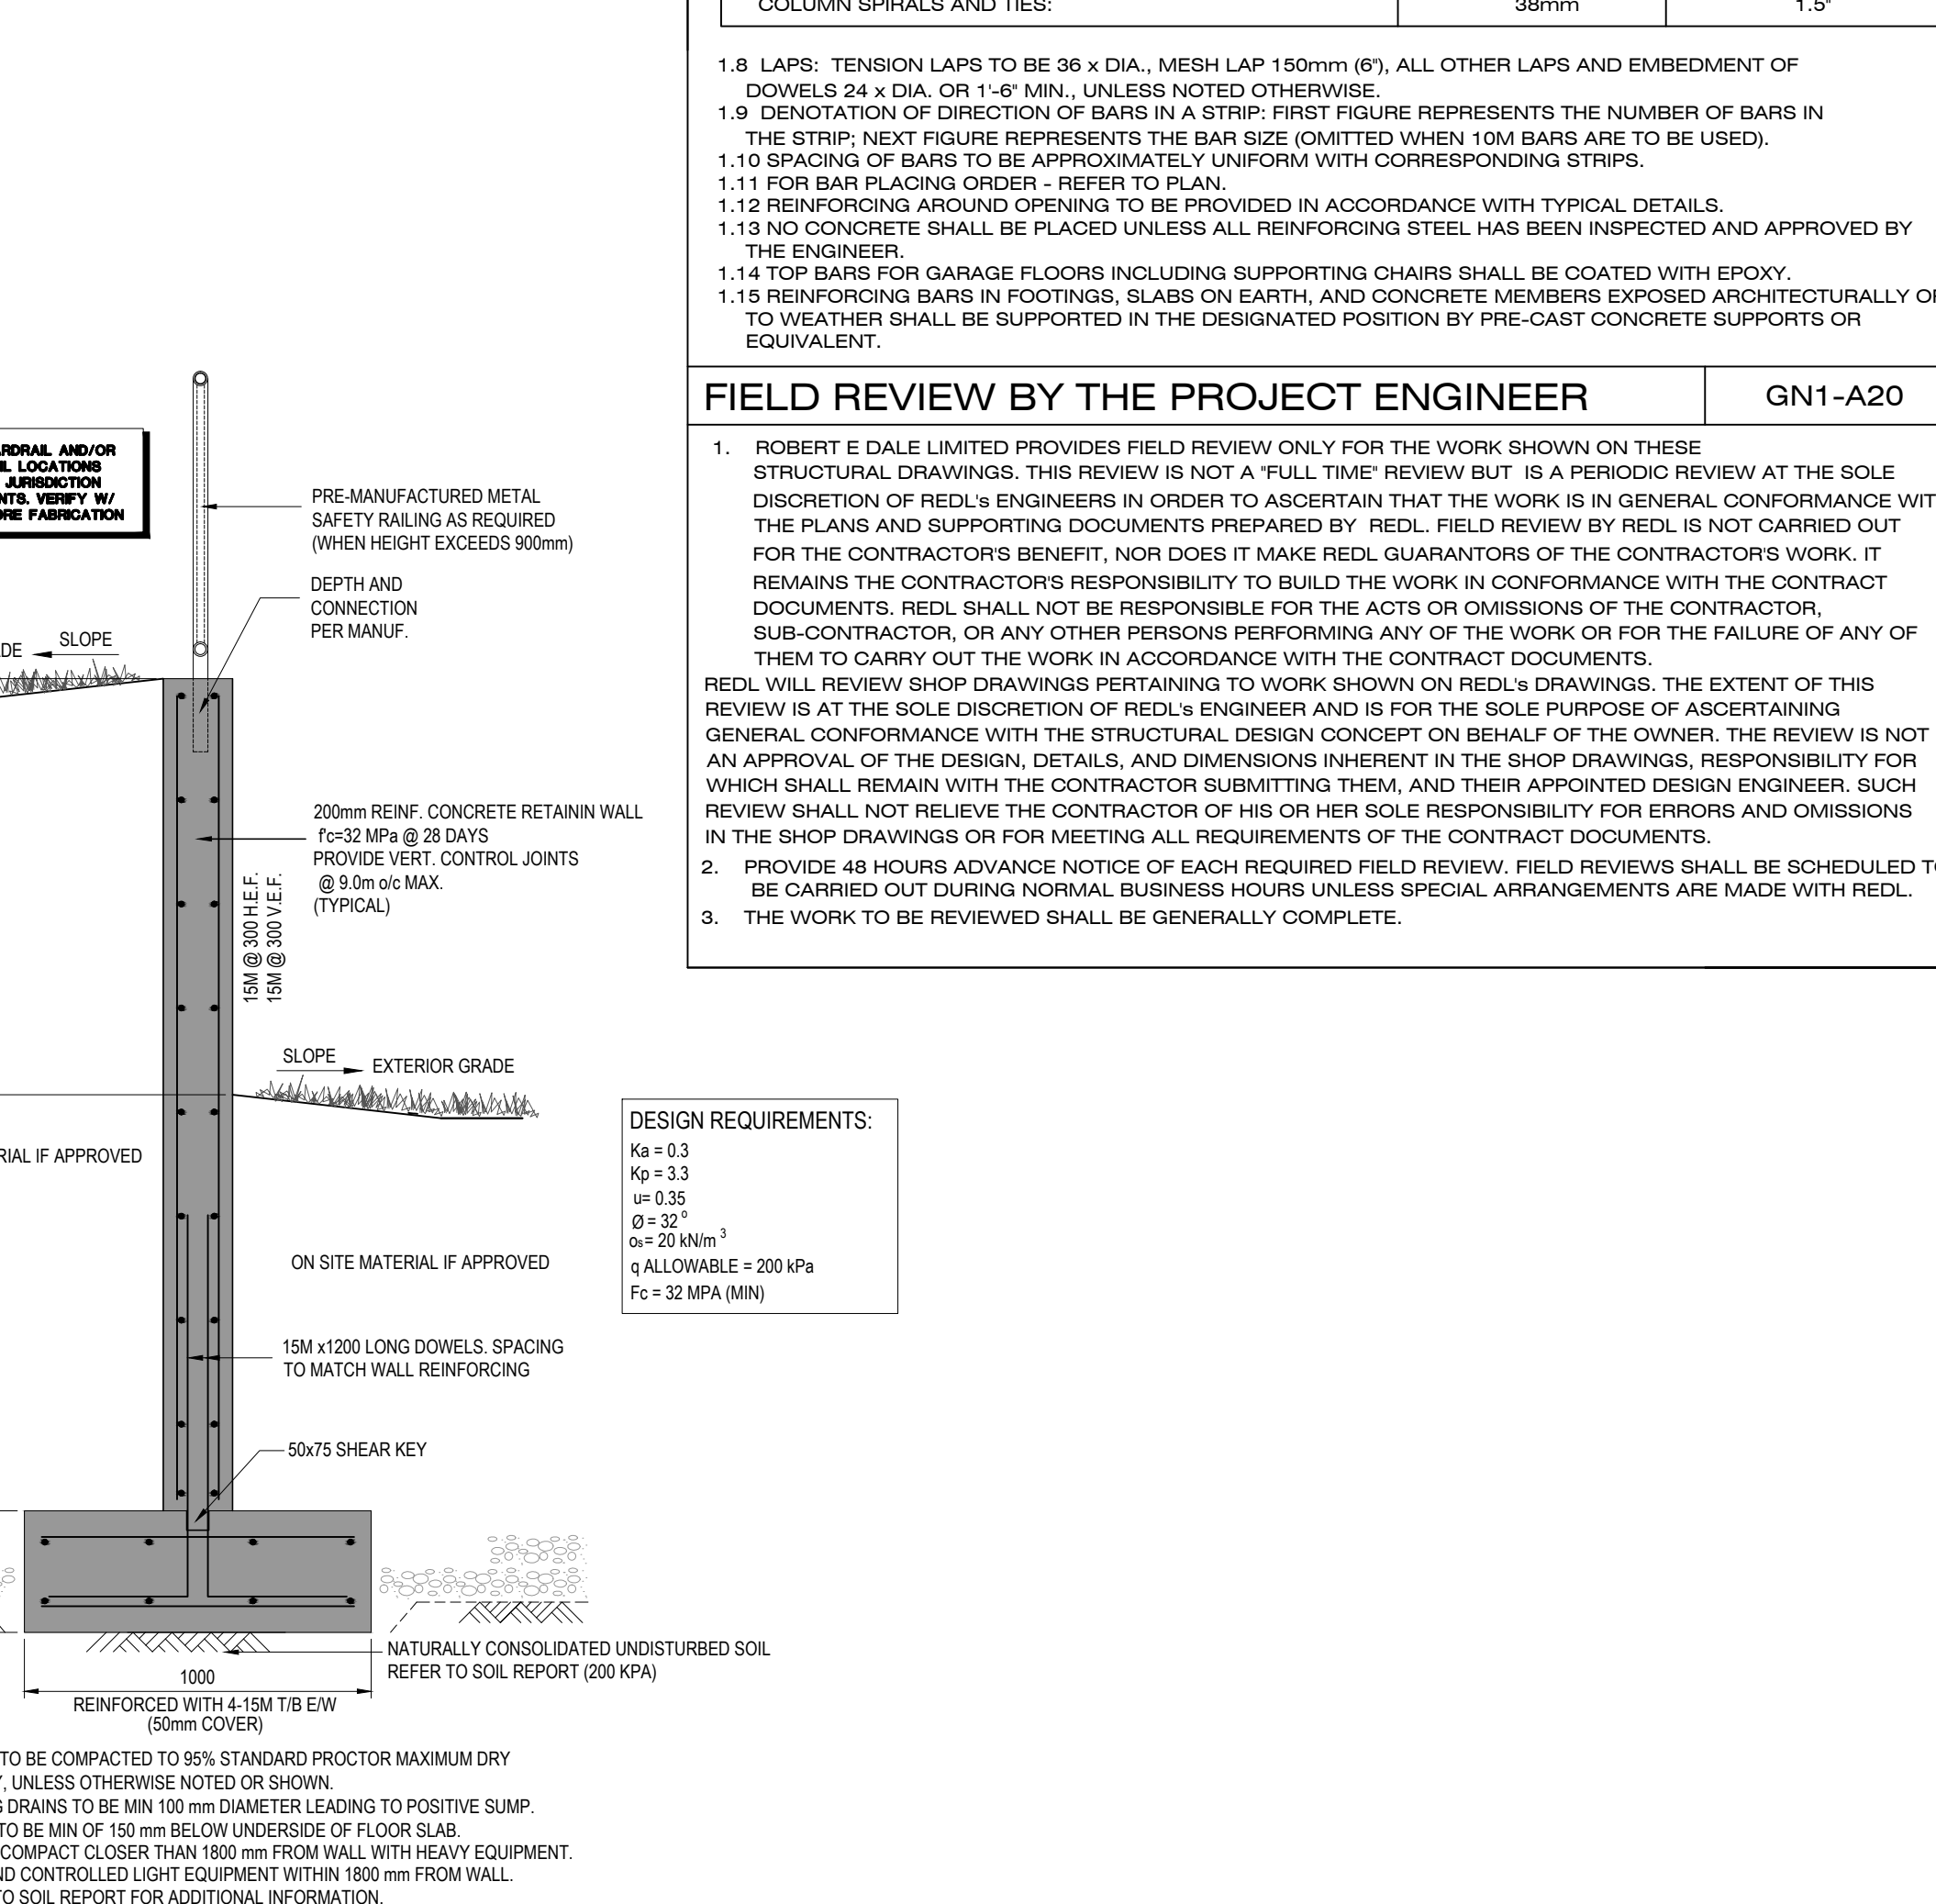 COLUMN SPIRALS AND TIES: 38mm 1.5"
1.8 LAPS: TENSION LAPS TO BE 36 x DIA., MESH LAP 150mm (6"), ALL OTHER LAPS AND EMBEDMENT OF
DOWELS 24 x DIA. OR 1'-6" MIN., UNLESS NOTED OTHERWISE.
1.9 DENOTATION OF DIRECTION OF BARS IN A STRIP: FIRST FIGURE REPRESENTS THE NUMBER OF BARS IN
THE STRIP; NEXT FIGURE REPRESENTS THE BAR SIZE (OMITTED WHEN 10M BARS ARE TO BE USED).
1.10 SPACING OF BARS TO BE APPROXIMATELY UNIFORM WITH CORRESPONDING STRIPS.
1.11 FOR BAR PLACING ORDER - REFER TO PLAN.
1.12 REINFORCING AROUND OPENING TO BE PROVIDED IN ACCORDANCE WITH TYPICAL DETAILS.
1.13 NO CONCRETE SHALL BE PLACED UNLESS ALL REINFORCING STEEL HAS BEEN INSPECTED AND APPROVED BY
THE ENGINEER.
1.14 TOP BARS FOR GARAGE FLOORS INCLUDING SUPPORTING CHAIRS SHALL BE COATED WITH EPOXY.
1.15 REINFORCING BARS IN FOOTINGS, SLABS ON EARTH, AND CONCRETE MEMBERS EXPOSED ARCHITECTURALLY
TO WEATHER SHALL BE SUPPORTED IN THE DESIGNATED POSITION BY PRE-CAST CONCRETE SUPPORTS OR
EQUIVALENT.
FIELD REVIEW BY THE PROJECT ENGINEER GN1-A20
1. ROBERT E DALE LIMITED PROVIDES FIELD REVIEW ONLY FOR THE WORK SHOWN ON THESE
STRUCTURAL DRAWINGS. THIS REVIEW IS NOT A "FULL TIME" REVIEW BUT IS A PERIODIC REVIEW AT THE SOLE
DISCRETION OF REDL's ENGINEERS IN ORDER TO ASCERTAIN THAT THE WORK IS IN GENERAL CONFORMANCE
THE PLANS AND SUPPORTING DOCUMENTS PREPARED BY REDL. FIELD REVIEW BY REDL IS NOT CARRIED OUT
FOR THE CONTRACTOR'S BENEFIT, NOR DOES IT MAKE REDL GUARANTORS OF THE CONTRACTOR'S WORK. IT
REMAINS THE CONTRACTOR'S RESPONSIBILITY TO BUILD THE WORK IN CONFORMANCE WITH THE CONTRACT
DOCUMENTS. REDL SHALL NOT BE RESPONSIBLE FOR THE ACTS OR OMISSIONS OF THE CONTRACTOR,
SUB-CONTRACTOR, OR ANY OTHER PERSONS PERFORMING ANY OF THE WORK OR FOR THE FAILURE OF ANY OF
THEM TO CARRY OUT THE WORK IN ACCORDANCE WITH THE CONTRACT DOCUMENTS.
REDL WILL REVIEW SHOP DRAWINGS PERTAINING TO WORK SHOWN ON REDL's DRAWINGS. THE EXTENT OF THIS
REVIEW IS AT THE SOLE DISCRETION OF REDL's ENGINEER AND IS FOR THE SOLE PURPOSE OF ASCERTAINING
GENERAL CONFORMANCE WITH THE STRUCTURAL DESIGN CONCEPT ON BEHALF OF THE OWNER. THE REVIEW IS NOT
AN APPROVAL OF THE DESIGN, DETAILS, AND DIMENSIONS INHERENT IN THE SHOP DRAWINGS, RESPONSIBILITY FOR
WHICH SHALL REMAIN WITH THE CONTRACTOR SUBMITTING THEM, AND THEIR APPOINTED DESIGN ENGINEER. SUCH
REVIEW SHALL NOT RELIEVE THE CONTRACTOR OF HIS OR HER SOLE RESPONSIBILITY FOR ERRORS AND OMISSIONS
IN THE SHOP DRAWINGS OR FOR MEETING ALL REQUIREMENTS OF THE CONTRACT DOCUMENTS.
2. PROVIDE 48 HOURS ADVANCE NOTICE OF EACH REQUIRED FIELD REVIEW. FIELD REVIEWS SHALL BE SCHEDULED
BE CARRIED OUT DURING NORMAL BUSINESS HOURS UNLESS SPECIAL ARRANGEMENTS ARE MADE WITH REDL.
3. THE WORK TO BE REVIEWED SHALL BE GENERALLY COMPLETE.
AND/OR
LOCATIONS
JURISDICTION
VERIFY W/
FABRICATION
PRE-MANUFACTURED METAL
SAFETY RAILING AS REQUIRED
(WHEN HEIGHT EXCEEDS 900mm)
DEPTH AND
CONNECTION
PER MANUF.
SLOPE
200mm REINF. CONCRETE RETAININ WALL
f'c=32 MPa @ 28 DAYS
PROVIDE VERT. CONTROL JOINTS
@ 9.0m o/c MAX.
(TYPICAL)
15M @ 300 H.E.F.
15M @ 300 V.E.F.
SLOPE
EXTERIOR GRADE
IF APPROVED
DESIGN REQUIREMENTS:
Ka = 0.3
Kp = 3.3
u= 0.35
Ø = 32 o
os= 20 kN/m 3
q ALLOWABLE = 200 kPa
Fc = 32 MPA (MIN)
ON SITE MATERIAL IF APPROVED
15M x1200 LONG DOWELS. SPACING
TO MATCH WALL REINFORCING
50x75 SHEAR KEY
NATURALLY CONSOLIDATED UNDISTURBED SOIL
REFER TO SOIL REPORT (200 KPA)
1000
REINFORCED WITH 4-15M T/B E/W
(50mm COVER)
TO BE COMPACTED TO 95% STANDARD PROCTOR MAXIMUM DRY
UNLESS OTHERWISE NOTED OR SHOWN.
DRAINS TO BE MIN 100 mm DIAMETER LEADING TO POSITIVE SUMP.
TO BE MIN OF 150 mm BELOW UNDERSIDE OF FLOOR SLAB.
COMPACT CLOSER THAN 1800 mm FROM WALL WITH HEAVY EQUIPMENT.
CONTROLLED LIGHT EQUIPMENT WITHIN 1800 mm FROM WALL.
TO SOIL REPORT FOR ADDITIONAL INFORMATION.